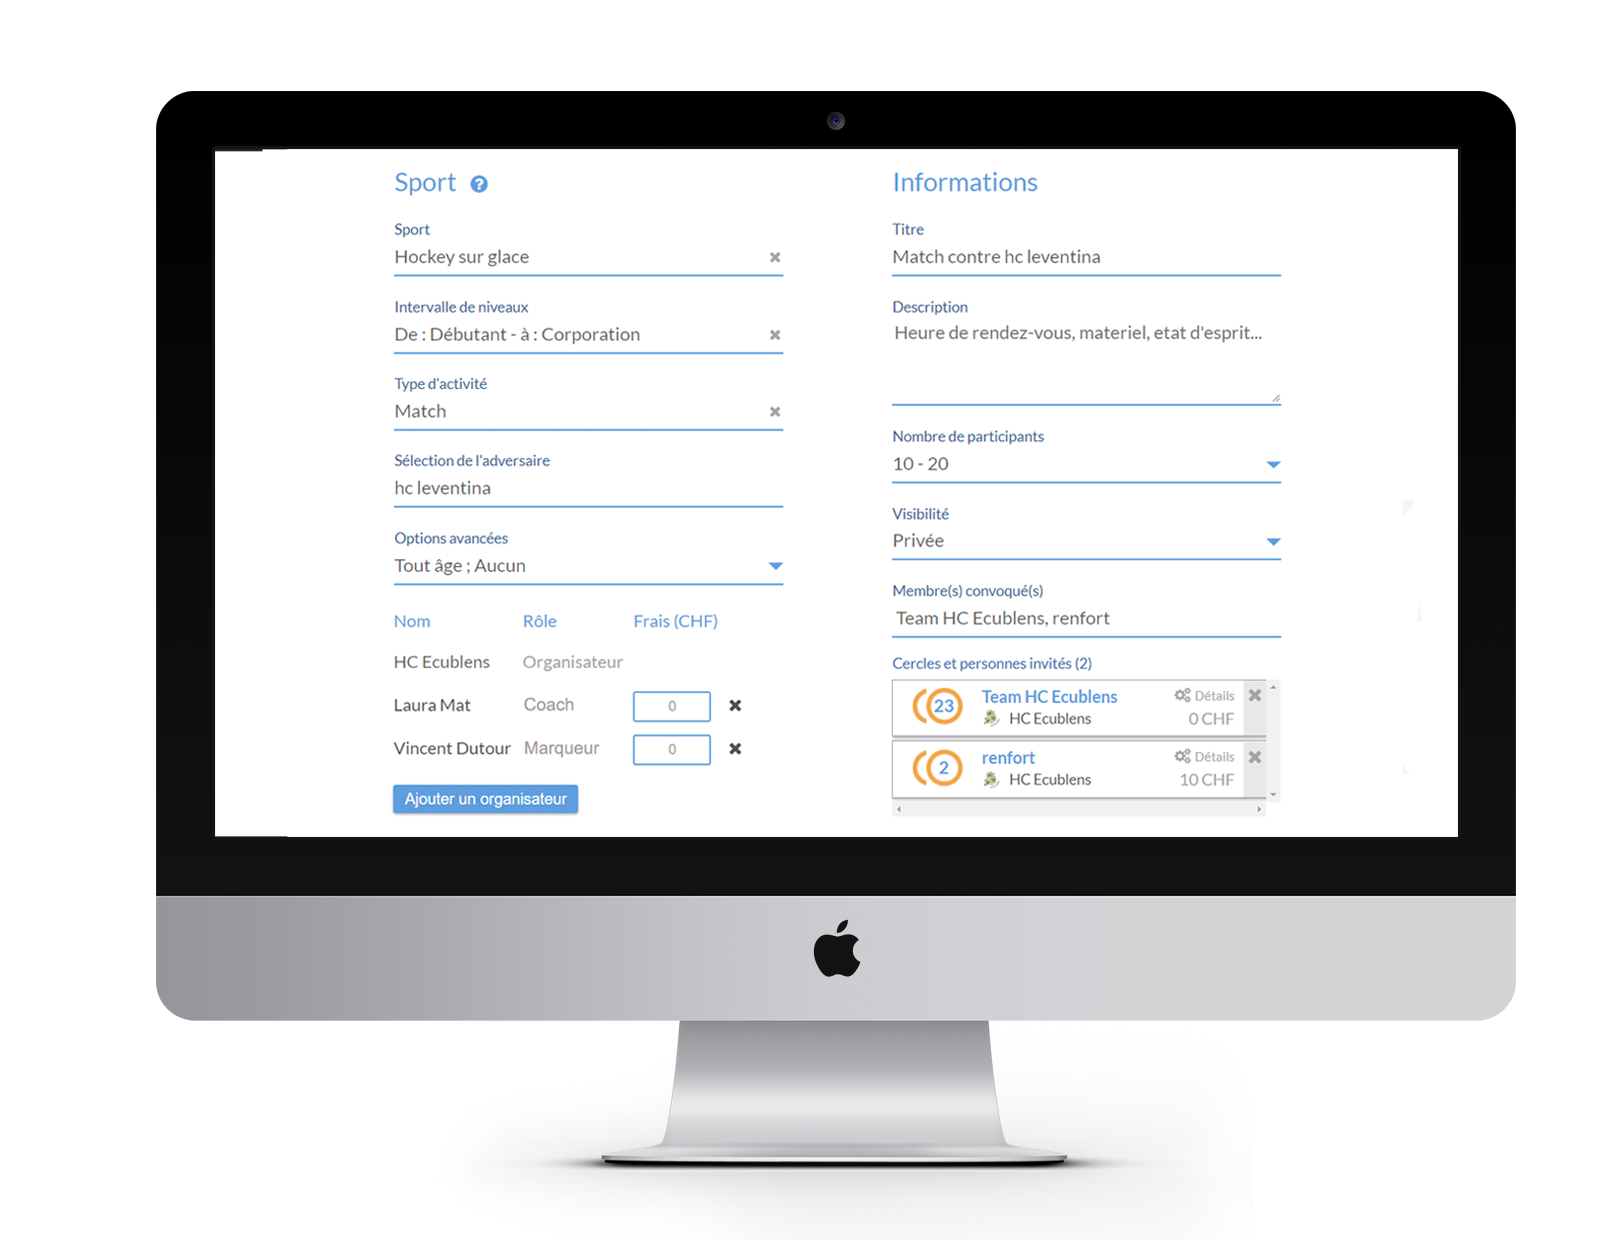 Sport
Sport
Hockey sur glace
Intervalle de niveaux
De : Débutant - à : Corporation
Type d'activité
Match
Sélection de l'adversaire
hc leventina
Options avancées
Tout âge ; Aucun
Nom Rôle Frais (CHF)
HC Ecublens Organisateur
Laura Mat Coach 0
Vincent Dutour Marqueur 0
Ajouter un organisateur
Informations
Titre
Match contre hc leventina
Description
Heure de rendez-vous, materiel, etat d'esprit...
Nombre de participants
10 - 20
Visibilité
Privée
Membre(s) convoqué(s)
Team HC Ecublens, renfort
Cercles et personnes invités (2)
23 Team HC Ecublens Détails
HC Ecublens 0 CHF
2 renfort Détails
HC Ecublens 10 CHF